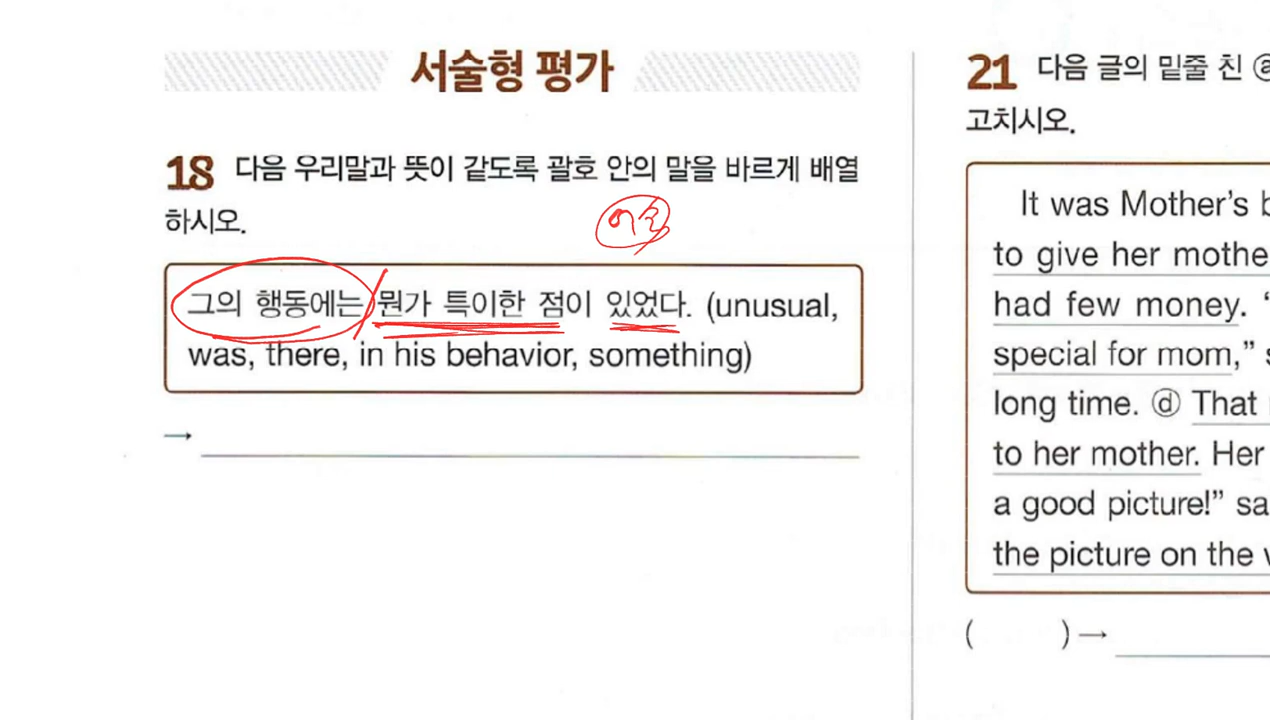 서술형 평가
18 다음 우리말과 뜻이 같도록 괄호 안의 말을 바르게 배열
하시오.
어순
그의 행동에는 뭔가 특이한 점이 있었다. (unusual,
was, there, in his behavior, something)
→
21 다음 글의 밑줄 친 ⓐ
고치시오.
It was Mother's b
to give her mothe
had few money. “
special for mom,” s
long time. ⓓ That
to her mother. Her
a good picture!” sa
the picture on the w
( ) →